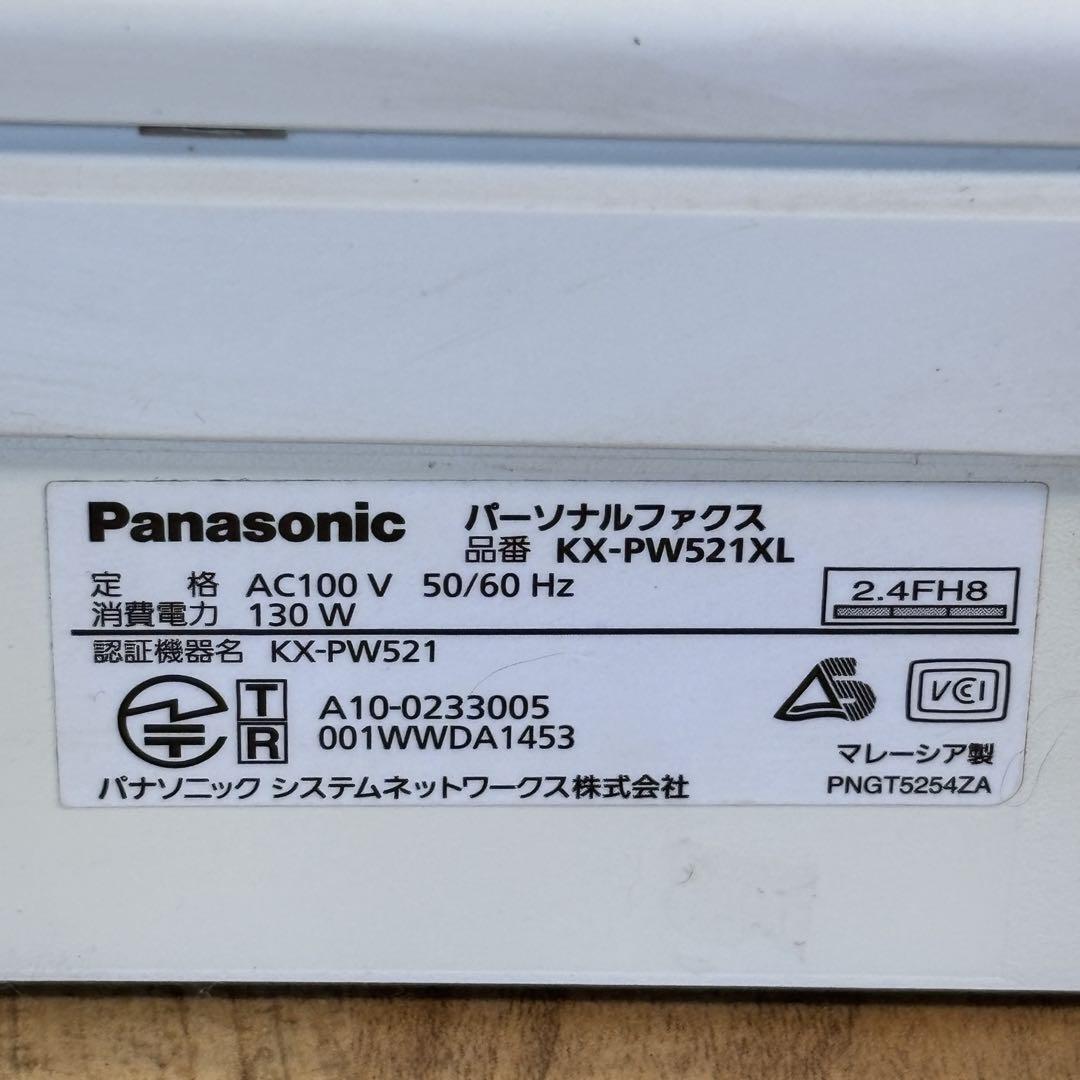 Panasonic パーソナルファクス
品番 KX-PW521XL
定 格 AC100 V 50/60 Hz
消費電力 130 W
2.4FH8
認証機器名 KX-PW521
T
R
A10-0233005
001WWDA1453
VCI
マレーシア製
パナソニック システムネットワークス株式会社
PNGT5254ZA